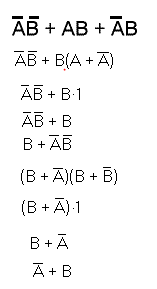 A̅B̅ + AB + A̅B
A̅B̅ + B(A + A̅)
A̅B̅ + B·1
A̅B̅ + B
B + A̅B̅
(B + A̅)(B + B̅)
(B + A̅)·1
B + A̅
A̅ + B